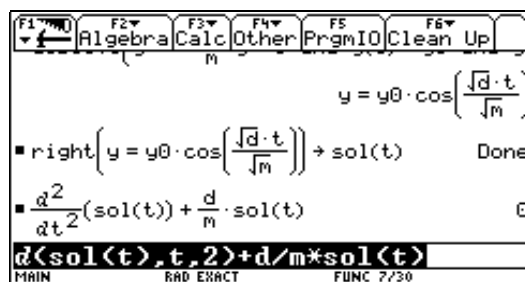 F1 F2 F3 F4 F5 F6
Algebra Calc Other PrgmIO Clean Up
m
y = y0·cos(√d·t/√m)
▪right(y = y0·cos(√d·t/√m)) → sol(t) Done
▪d²/dt²(sol(t)) + d/m·sol(t) 0
d(sol(t),t,2)+d/m*sol(t)
MAIN RAD EXACT FUNC 7/30